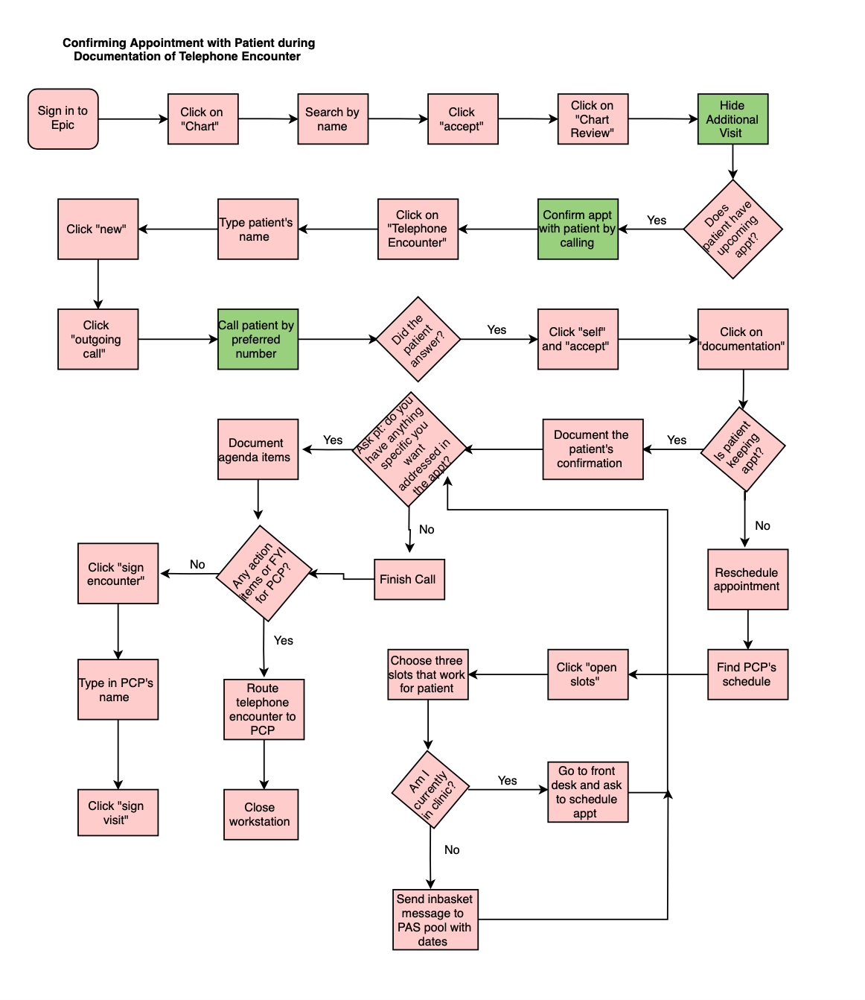 Confirming Appointment with Patient during
Documentation of Telephone Encounter
Sign in to
Epic
Click on
"Chart"
Search by
name
Click
"accept"
Click on
"Chart
Review"
Hide
Additional
Visit
Does
patient have
upcoming
appt?
Yes
Confirm appt
with patient by
calling
Click on
"Telephone
Encounter"
Type patient's
name
Click "new"
Click
"outgoing
call"
Call patient by
preferred
number
Did the
patient
answer?
Yes
Click "self"
and "accept"
Click on
"documentation"
Is patient
keeping
appt?
Yes
Document the
patient's
confirmation
Ask pt: do you
have anything
specific you
want
addressed in
the appt?
Yes
Document
agenda items
No
Finish Call
No
Reschedule
appointment
Any action
items or FYI
for PCP?
No
Click "sign
encounter"
Yes
Type in PCP's
name
Route
telephone
encounter to
PCP
Choose three
slots that work
for patient
Click "open
slots"
Find PCP's
schedule
Click "sign
visit"
Close
workstation
Am I
currently
in clinic?
Yes
Go to front
desk and ask
to schedule
appt
No
Send inbasket
message to
PAS pool with
dates